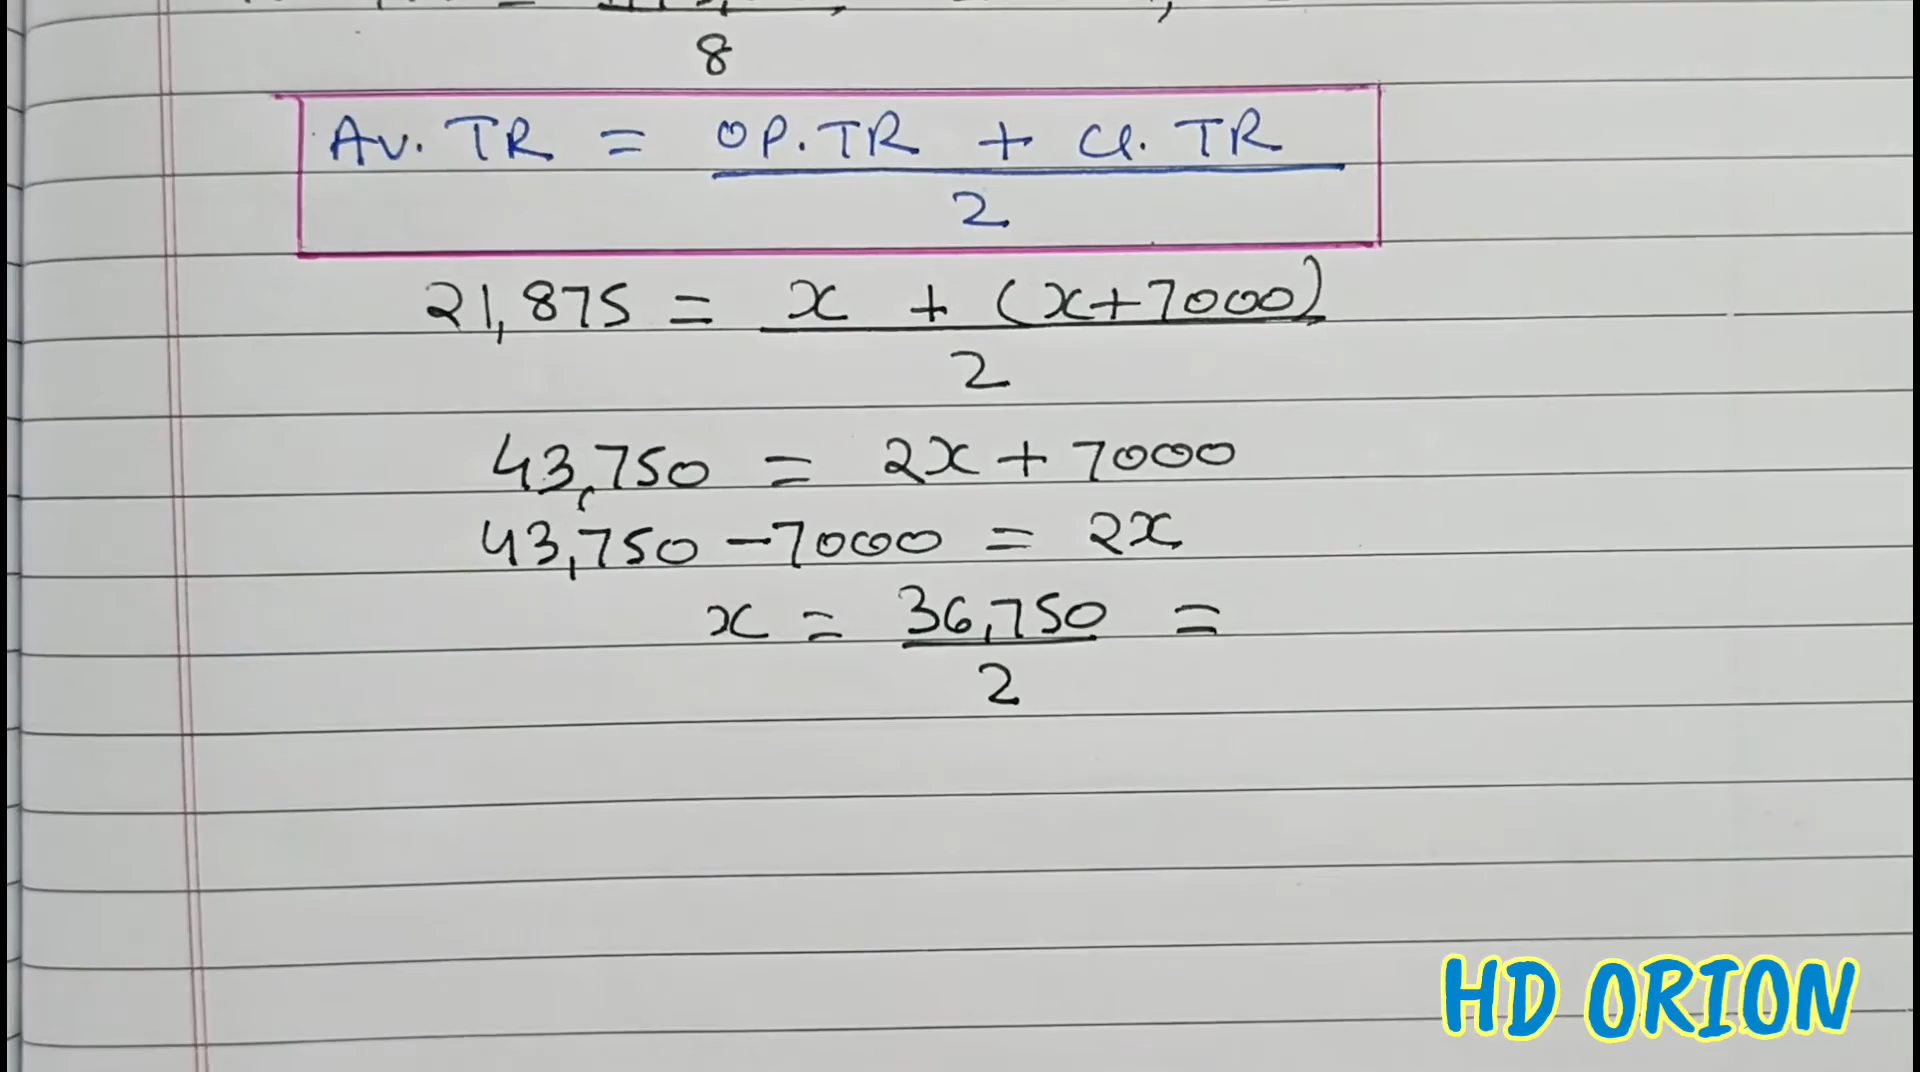 8
Av. TR = OP. TR + Cl. TR
2
21,875 = x + (x+7000)
2
43,750 = 2x + 7000
43,750 - 7000 = 2x
x = 36,750 =
2
HD ORION